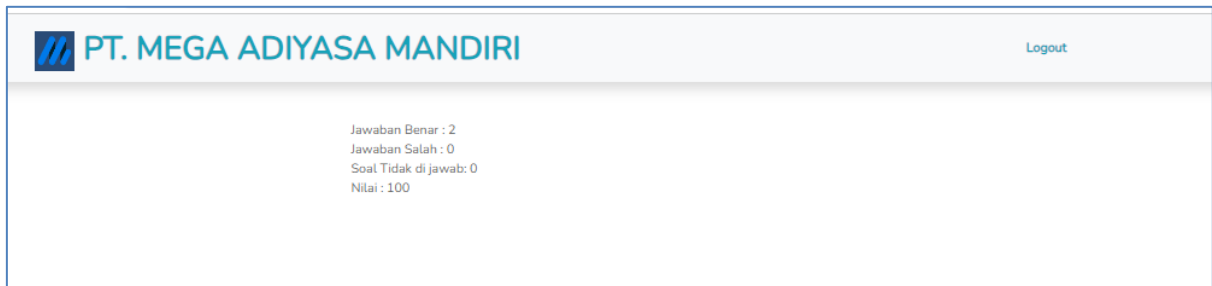 PT. MEGA ADIYASA MANDIRI
Logout
Jawaban Benar : 2
Jawaban Salah : 0
Soal Tidak di jawab: 0
Nilai : 100